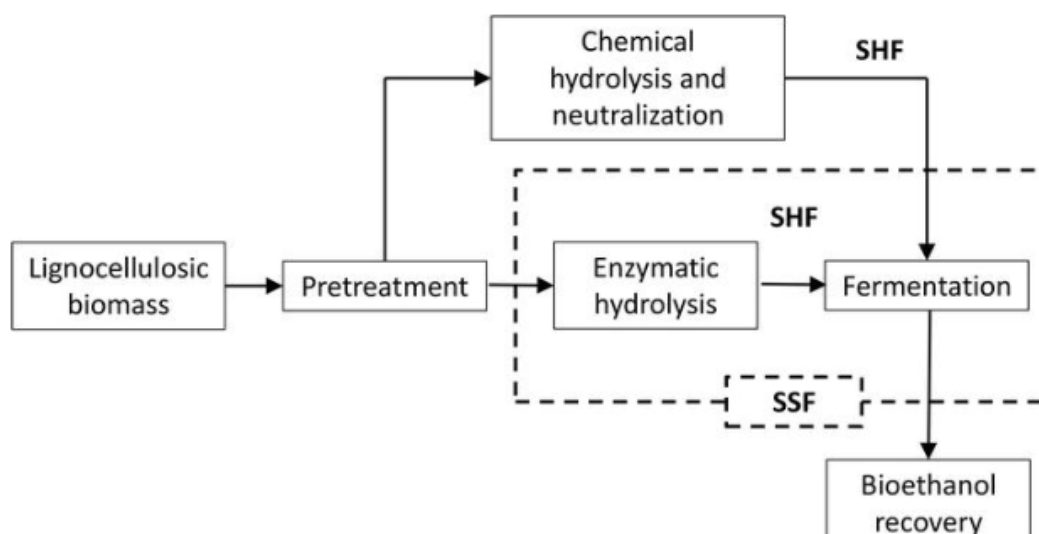 Chemical
hydrolysis and
neutralization
SHF
SHF
Lignocellulosic
biomass
Pretreatment
Enzymatic
hydrolysis
Fermentation
SSF
Bioethanol
recovery